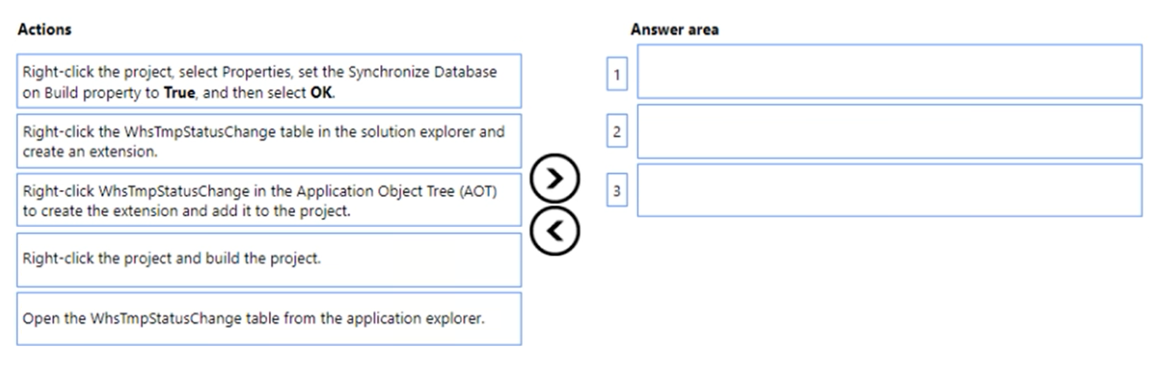 Actions
Answer area
Right-click the project, select Properties, set the Synchronize Database
on Build property to True, and then select OK.
1
Right-click the WhsTmpStatusChange table in the solution explorer and
create an extension.
2
Right-click WhsTmpStatusChange in the Application Object Tree (AOT)
to create the extension and add it to the project.
3
Right-click the project and build the project.
Open the WhsTmpStatusChange table from the application explorer.